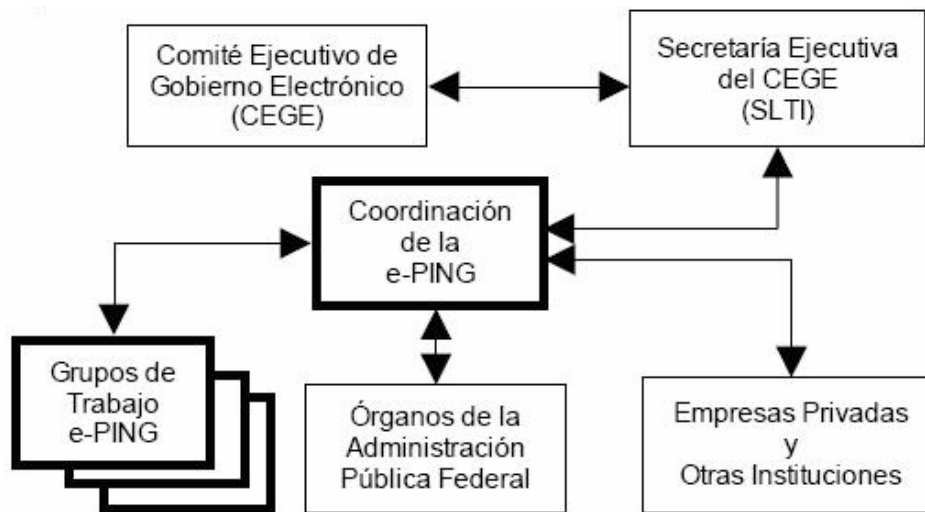 Comité Ejecutivo de
Gobierno Electrónico
(CEGE)
Secretaría Ejecutiva
del CEGE
(SLTI)
Coordinación
de la
e-PING
Grupos de
Trabajo
e-PING
Órganos de la
Administración
Pública Federal
Empresas Privadas
y
Otras Instituciones